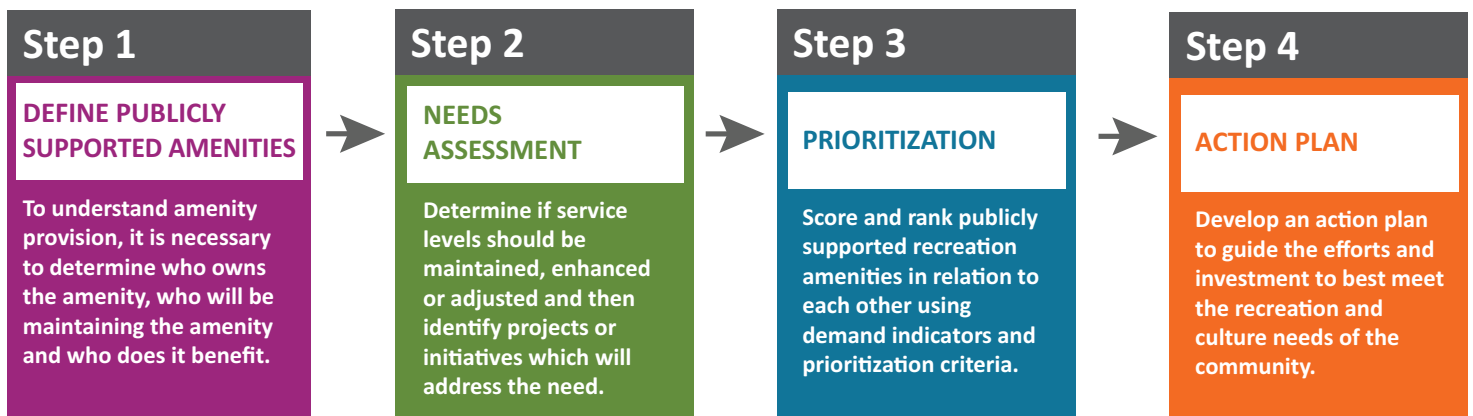 Step 1
DEFINE PUBLICLY
SUPPORTED AMENITIES
To understand amenity
provision, it is necessary
to determine who owns
the amenity, who will be
maintaining the amenity
and who does it benefit.
Step 2
NEEDS
ASSESSMENT
Determine if service
levels should be
maintained, enhanced
or adjusted and then
identify projects or
initiatives which will
address the need.
Step 3
PRIORITIZATION
Score and rank publicly
supported recreation
amenities in relation to
each other using
demand indicators and
prioritization criteria.
Step 4
ACTION PLAN
Develop an action plan
to guide the efforts and
investment to best meet
the recreation and
culture needs of the
community.